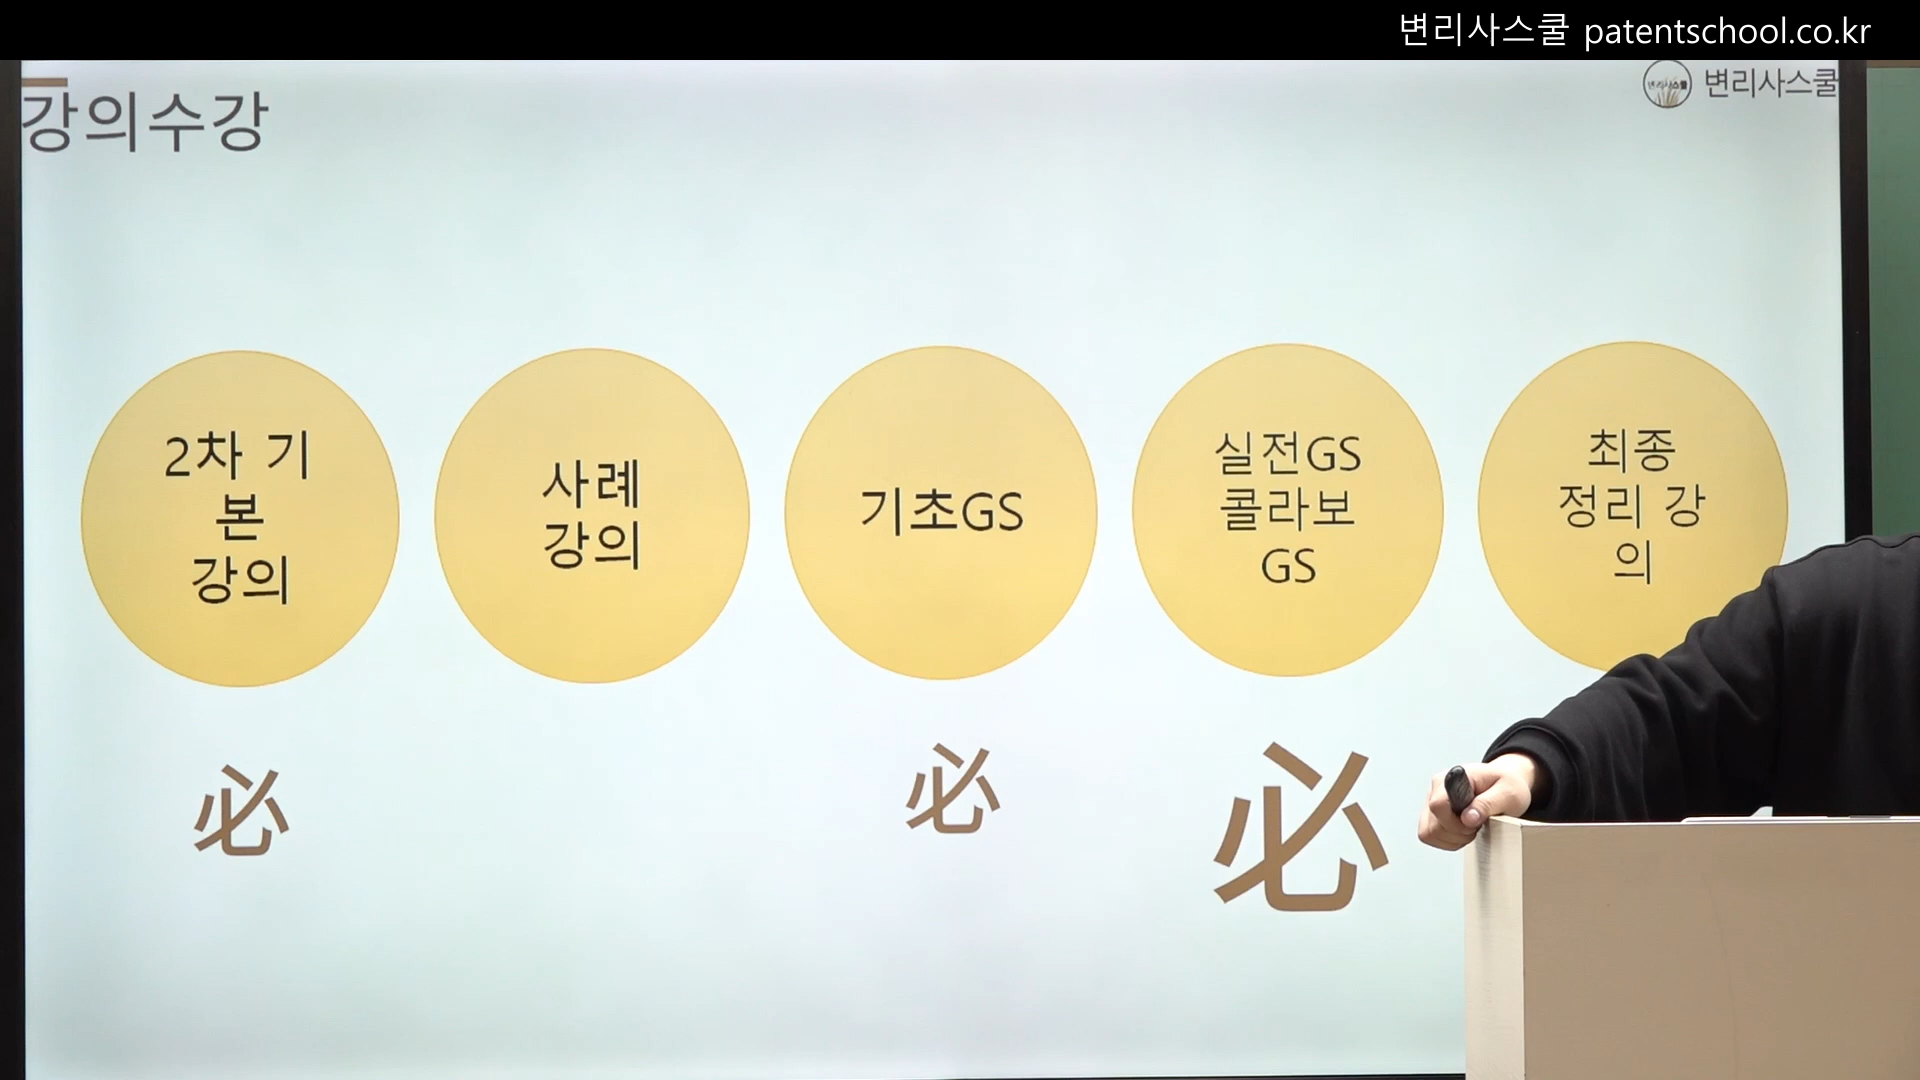 변리사스쿨 patentschool.co.kr
변리사스쿨
강의수강
2차 기
본
강의
사례
강의
기초GS
실전GS
콜라보
GS
최종
정리 강
의
必
必
必